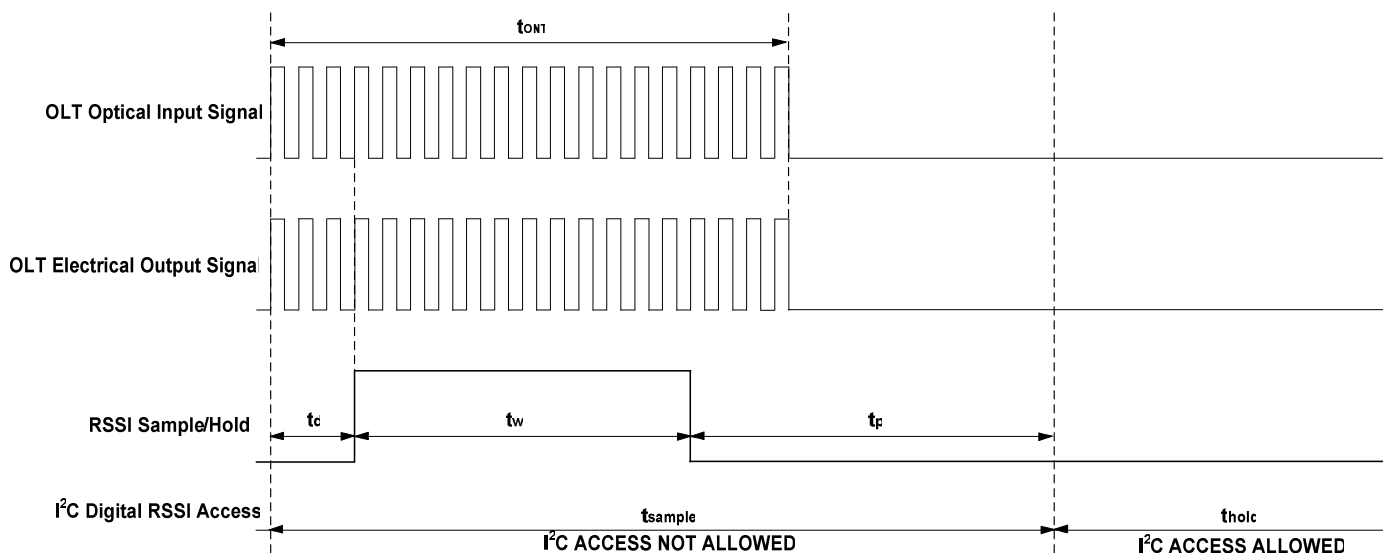 tONT
OLT Optical Input Signal
OLT Electrical Output Signal
RSSI Sample/Hold
td
tw
tp
I²C Digital RSSI Access
tsample
thold
I²C ACCESS NOT ALLOWED
I²C ACCESS ALLOWED